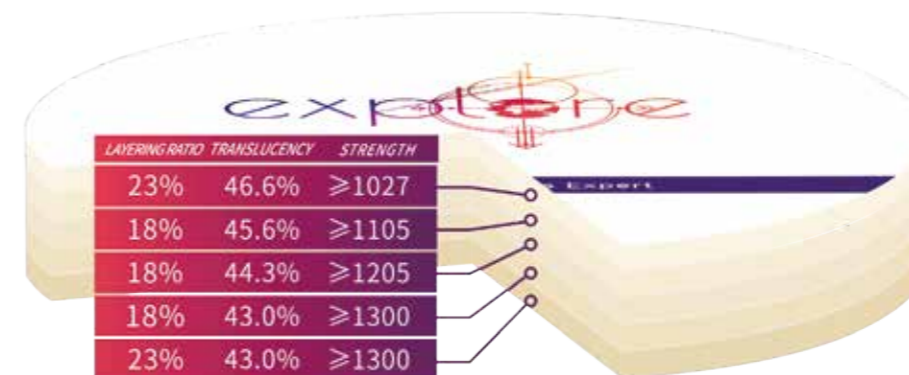 explore
LAYERING RATIO TRANSLUCENCY STRENGTH
23% 46.6% ≥1027
Expert
18% 45.6% ≥1105
18% 44.3% ≥1205
18% 43.0% ≥1300
23% 43.0% ≥1300